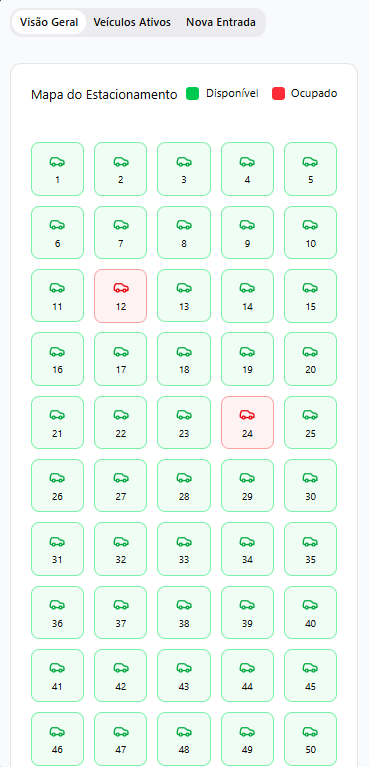 Visão Geral Veículos Ativos Nova Entrada
Mapa do Estacionamento Disponível Ocupado
1 2 3 4 5
6 7 8 9 10
11 12 13 14 15
16 17 18 19 20
21 22 23 24 25
26 27 28 29 30
31 32 33 34 35
36 37 38 39 40
41 42 43 44 45
46 47 48 49 50